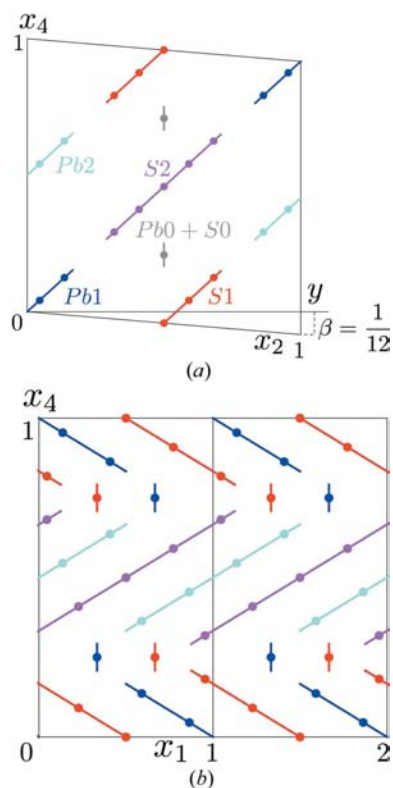 x₄
1
Pb2
S2
Pb0 + S0
Pb1
S1
y
0
x₂ 1
β = 1/12
(a)
x₄
1
0
x₁ 1
2
(b)